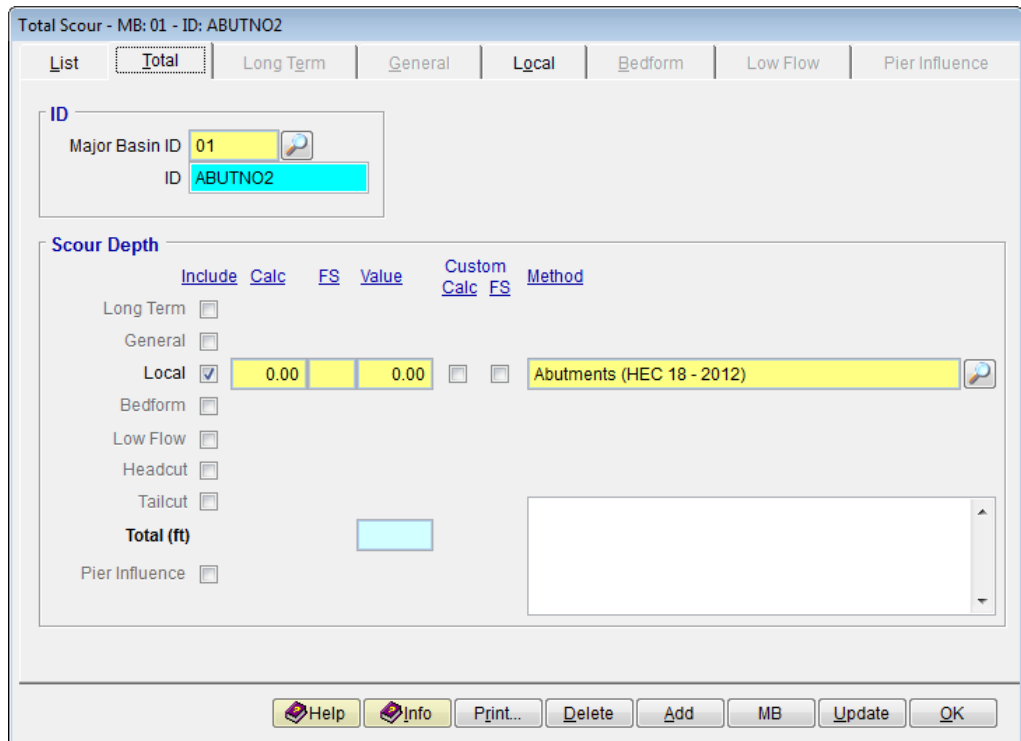 Total Scour - MB: 01 - ID: ABUTNO2
List Total Long Term General Local Bedform Low Flow Pier Influence
ID
Major Basin ID 01
ID ABUTNO2
Scour Depth
Include Calc FS Value Custom Calc FS Method
Long Term
General
Local 0.00 0.00 Abutments (HEC 18 - 2012)
Bedform
Low Flow
Headcut
Tailcut
Total (ft)
Pier Influence
Help Info Print... Delete Add MB Update OK